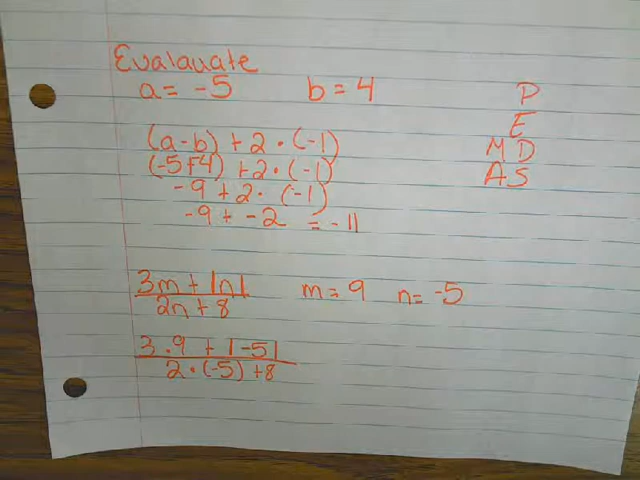 Evalauate
a = -5 b = 4
P
E
M D
A S
(a-b) + 2 · (-1)
(-5+4) + 2 · (-1)
-9 + 2 · (-1)
-9 + -2 = -11
3m + |n|
2n + 8
m = 9 n = -5
3 · 9 + |-5|
2 · (-5) + 8